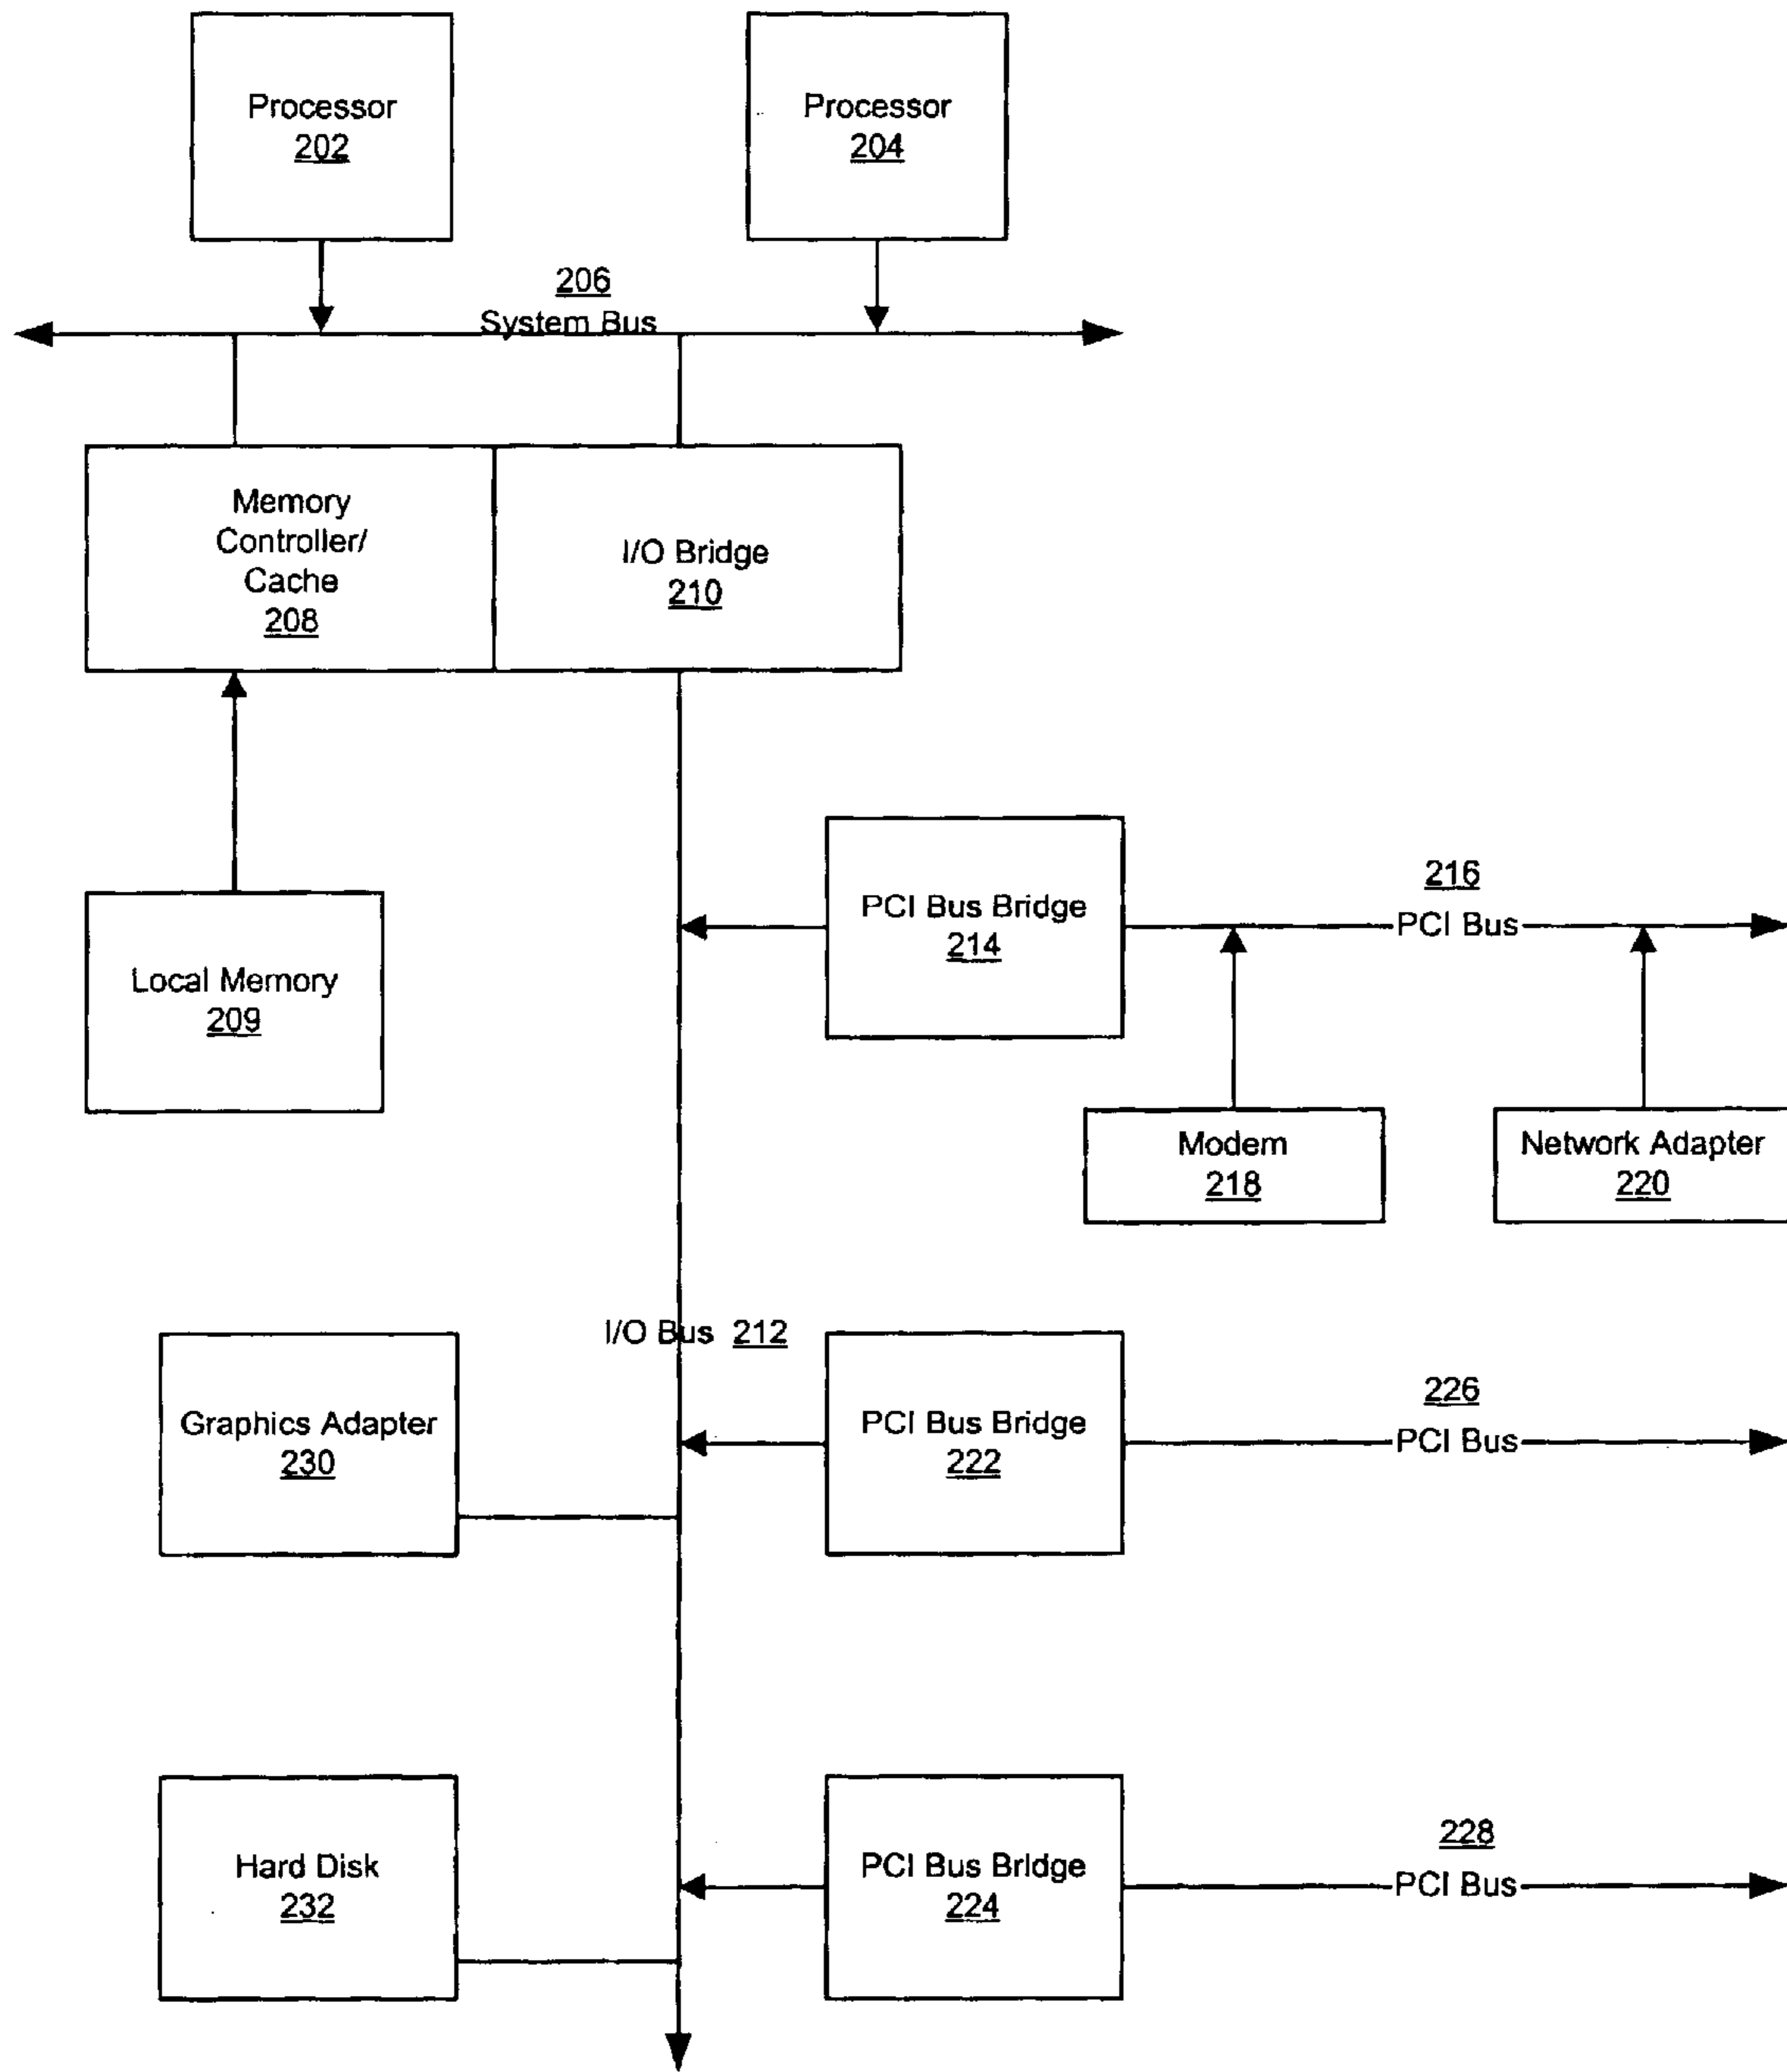 Processor
202
Processor
204
206
System Bus
Memory
Controller/
Cache
208
I/O Bridge
210
PCI Bus Bridge
214
216
PCI Bus
Local Memory
209
Modem
218
Network Adapter
220
I/O Bus 212
Graphics Adapter
230
PCI Bus Bridge
222
226
PCI Bus
Hard Disk
232
PCI Bus Bridge
224
228
PCI Bus